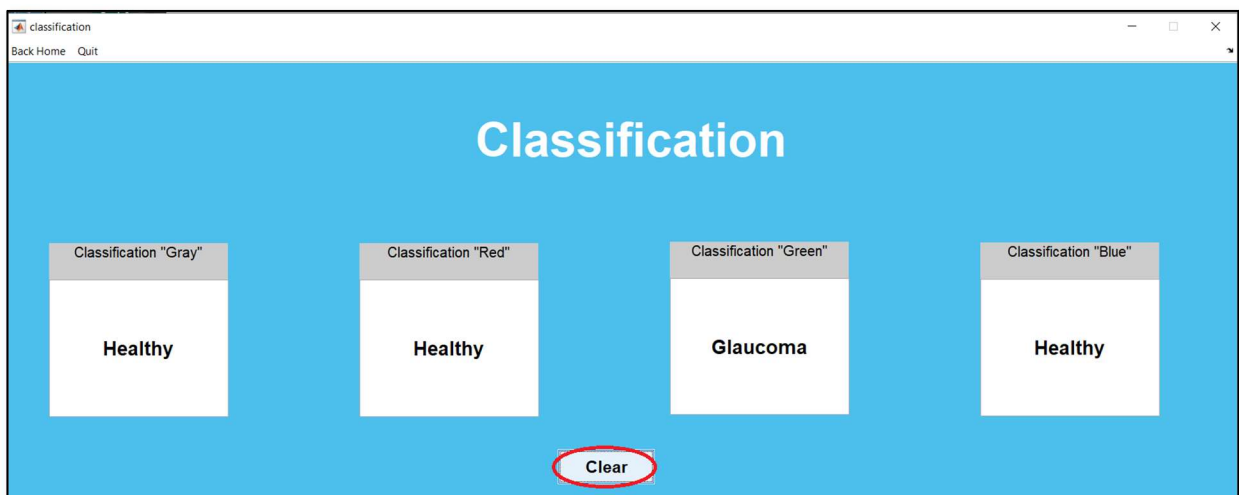 classification
Back Home Quit
Classification
Classification "Gray"
Classification "Red"
Classification "Green"
Classification "Blue"
Healthy
Healthy
Glaucoma
Healthy
Clear